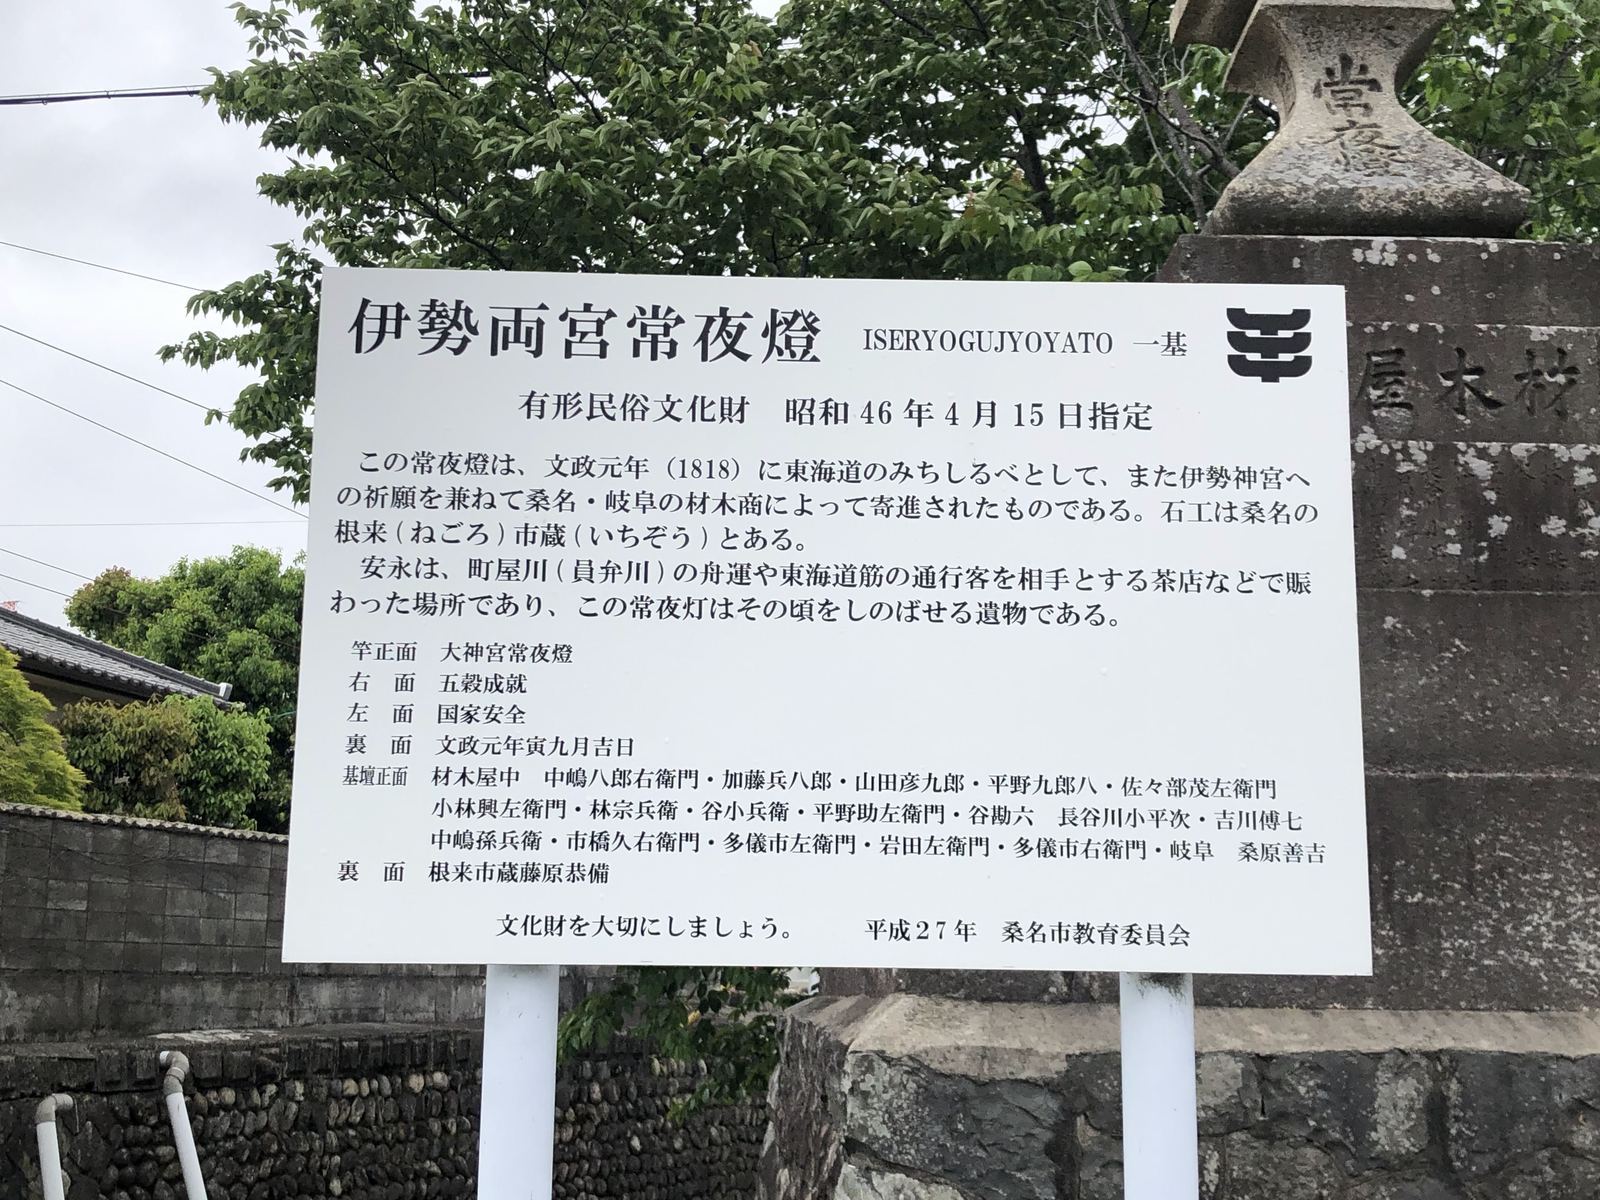 伊勢両宮常夜燈 ISERYOGUJYOYATO 一基
有形民俗文化財 昭和46年4月15日指定
この常夜燈は、文政元年（1818）に東海道のみちしるべとして、また伊勢神宮へ
の祈願を兼ねて桑名・岐阜の材木商によって寄進されたものである。石工は桑名の
根来(ねごろ)市蔵(いちぞう)とある。
安永は、町屋川(員弁川)の舟運や東海道筋の通行客を相手とする茶店などで賑
わった場所であり、この常夜灯はその頃をしのばせる遺物である。
竿正面 大神宮常夜燈
右面 五穀成就
左面 国家安全
裏面 文政元年寅九月吉日
基壇正面 材木屋中 中嶋八郎右衛門・加藤兵八郎・山田彦九郎・平野九郎八・佐々部茂左衛門
小林興左衛門・林宗兵衛・谷小兵衛・平野助左衛門・谷勘六 長谷川小平次・吉川傅七
中嶋孫兵衛・市橋久右衛門・多儀市左衛門・岩田左衛門・多儀市右衛門・岐阜 桑原善吉
裏面 根来市蔵藤原恭備
文化財を大切にしましょう。 平成27年 桑名市教育委員会
常夜燈
屋木材